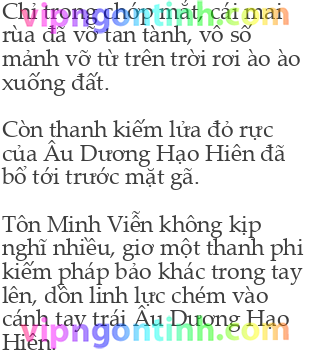 Chỉ trong chớp mắt, cái mai
rùa đã vỡ tan tành, vô số
mảnh vỡ từ trên trời rơi ào ào
xuống đất.
Còn thanh kiếm lửa đỏ rực
của Âu Dương Hạo Hiên đã
bổ tới trước mặt gã.
Tôn Minh Viễn không kịp
nghĩ nhiều, giơ một thanh phi
kiếm pháp bảo khác trong tay
lên, dồn linh lực chém vào
cánh tay trái Âu Dương Hạo
Hiên.
vipngontinh.com
vipngontinh.com